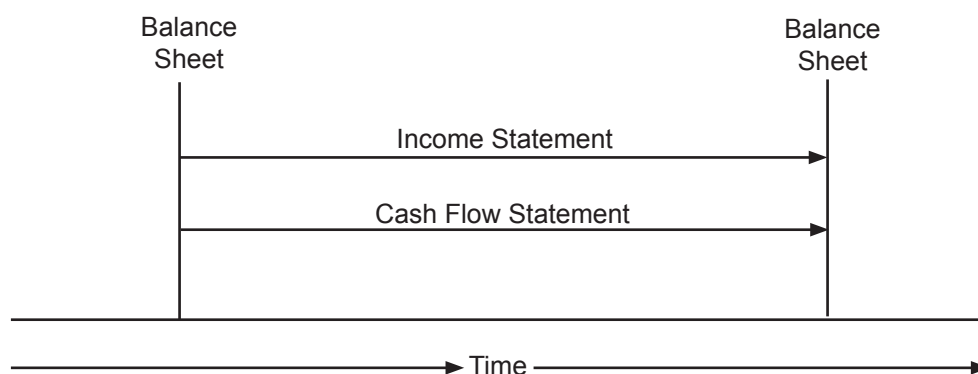 Balance
Sheet
Balance
Sheet
Income Statement
Cash Flow Statement
Time